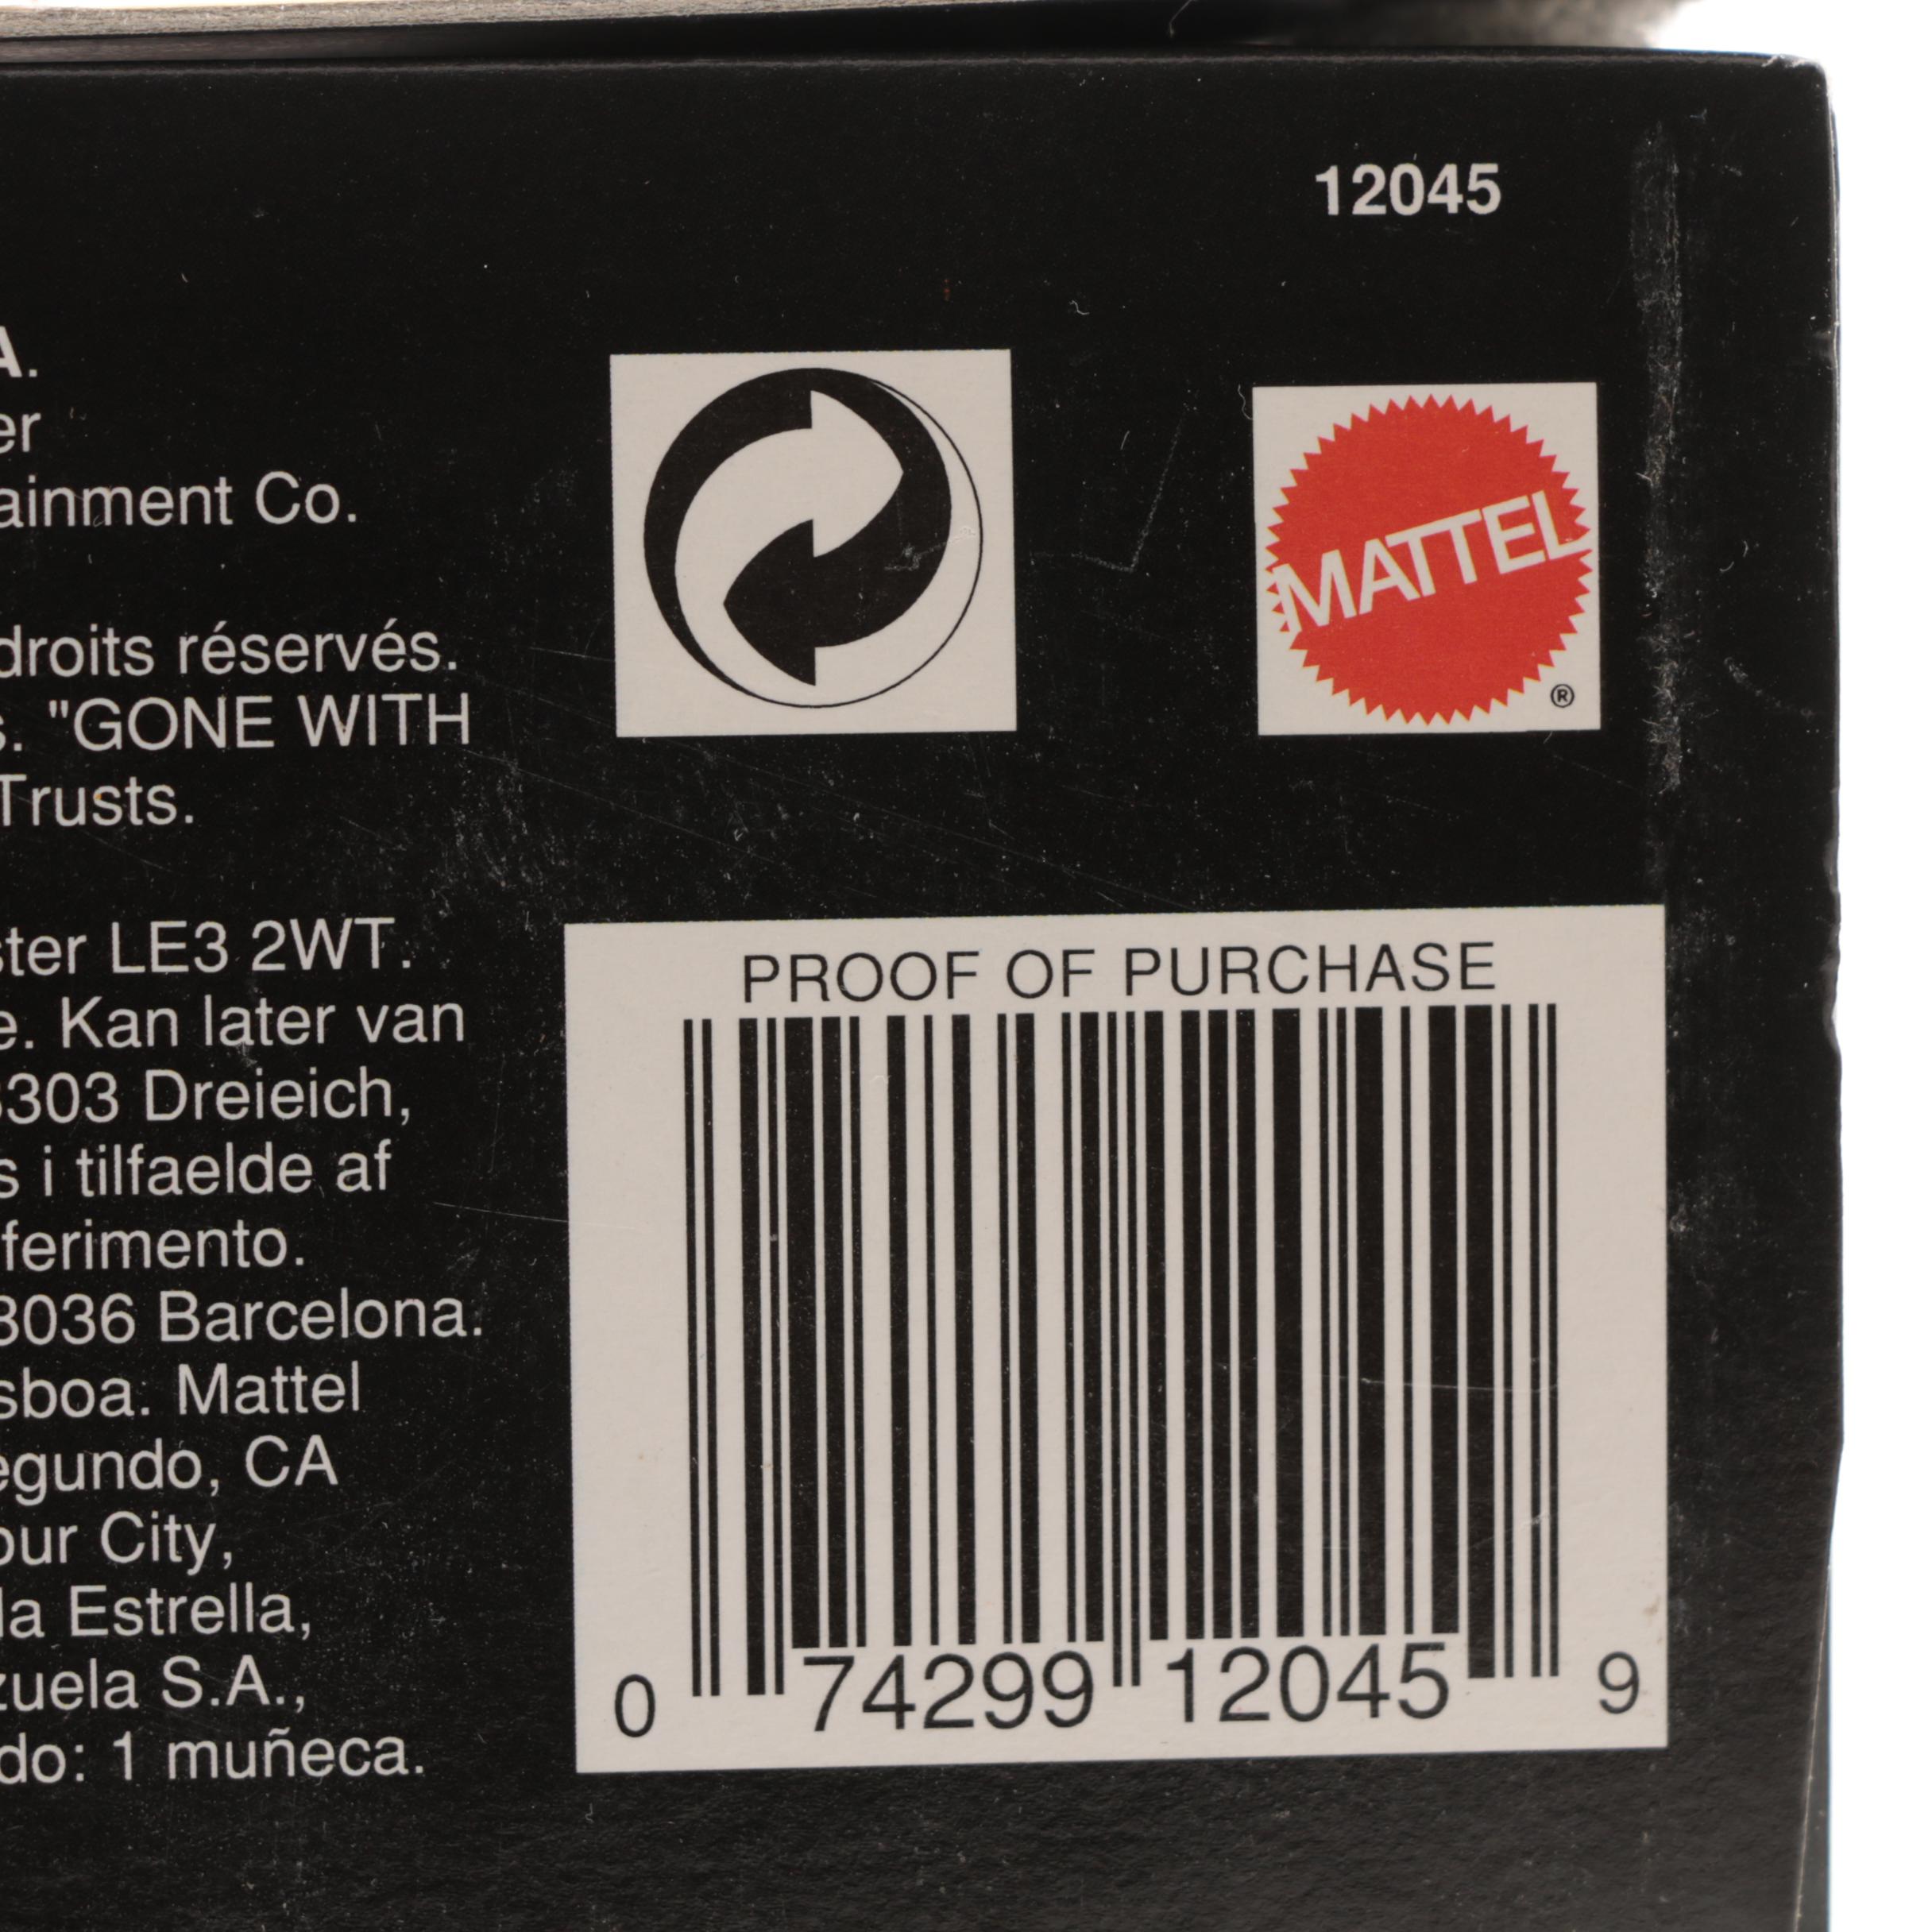 12045
A.
er
ainment Co.
droits réservés.
s. "GONE WITH
Trusts.
MATTEL
®
ster LE3 2WT.
e. Kan later van
3303 Dreieich,
s i tilfaelde af
ferimento.
8036 Barcelona.
sboa. Mattel
egundo, CA
our City,
la Estrella,
zuela S.A.,
do: 1 muñeca.
PROOF OF PURCHASE
0 74299 12045 9